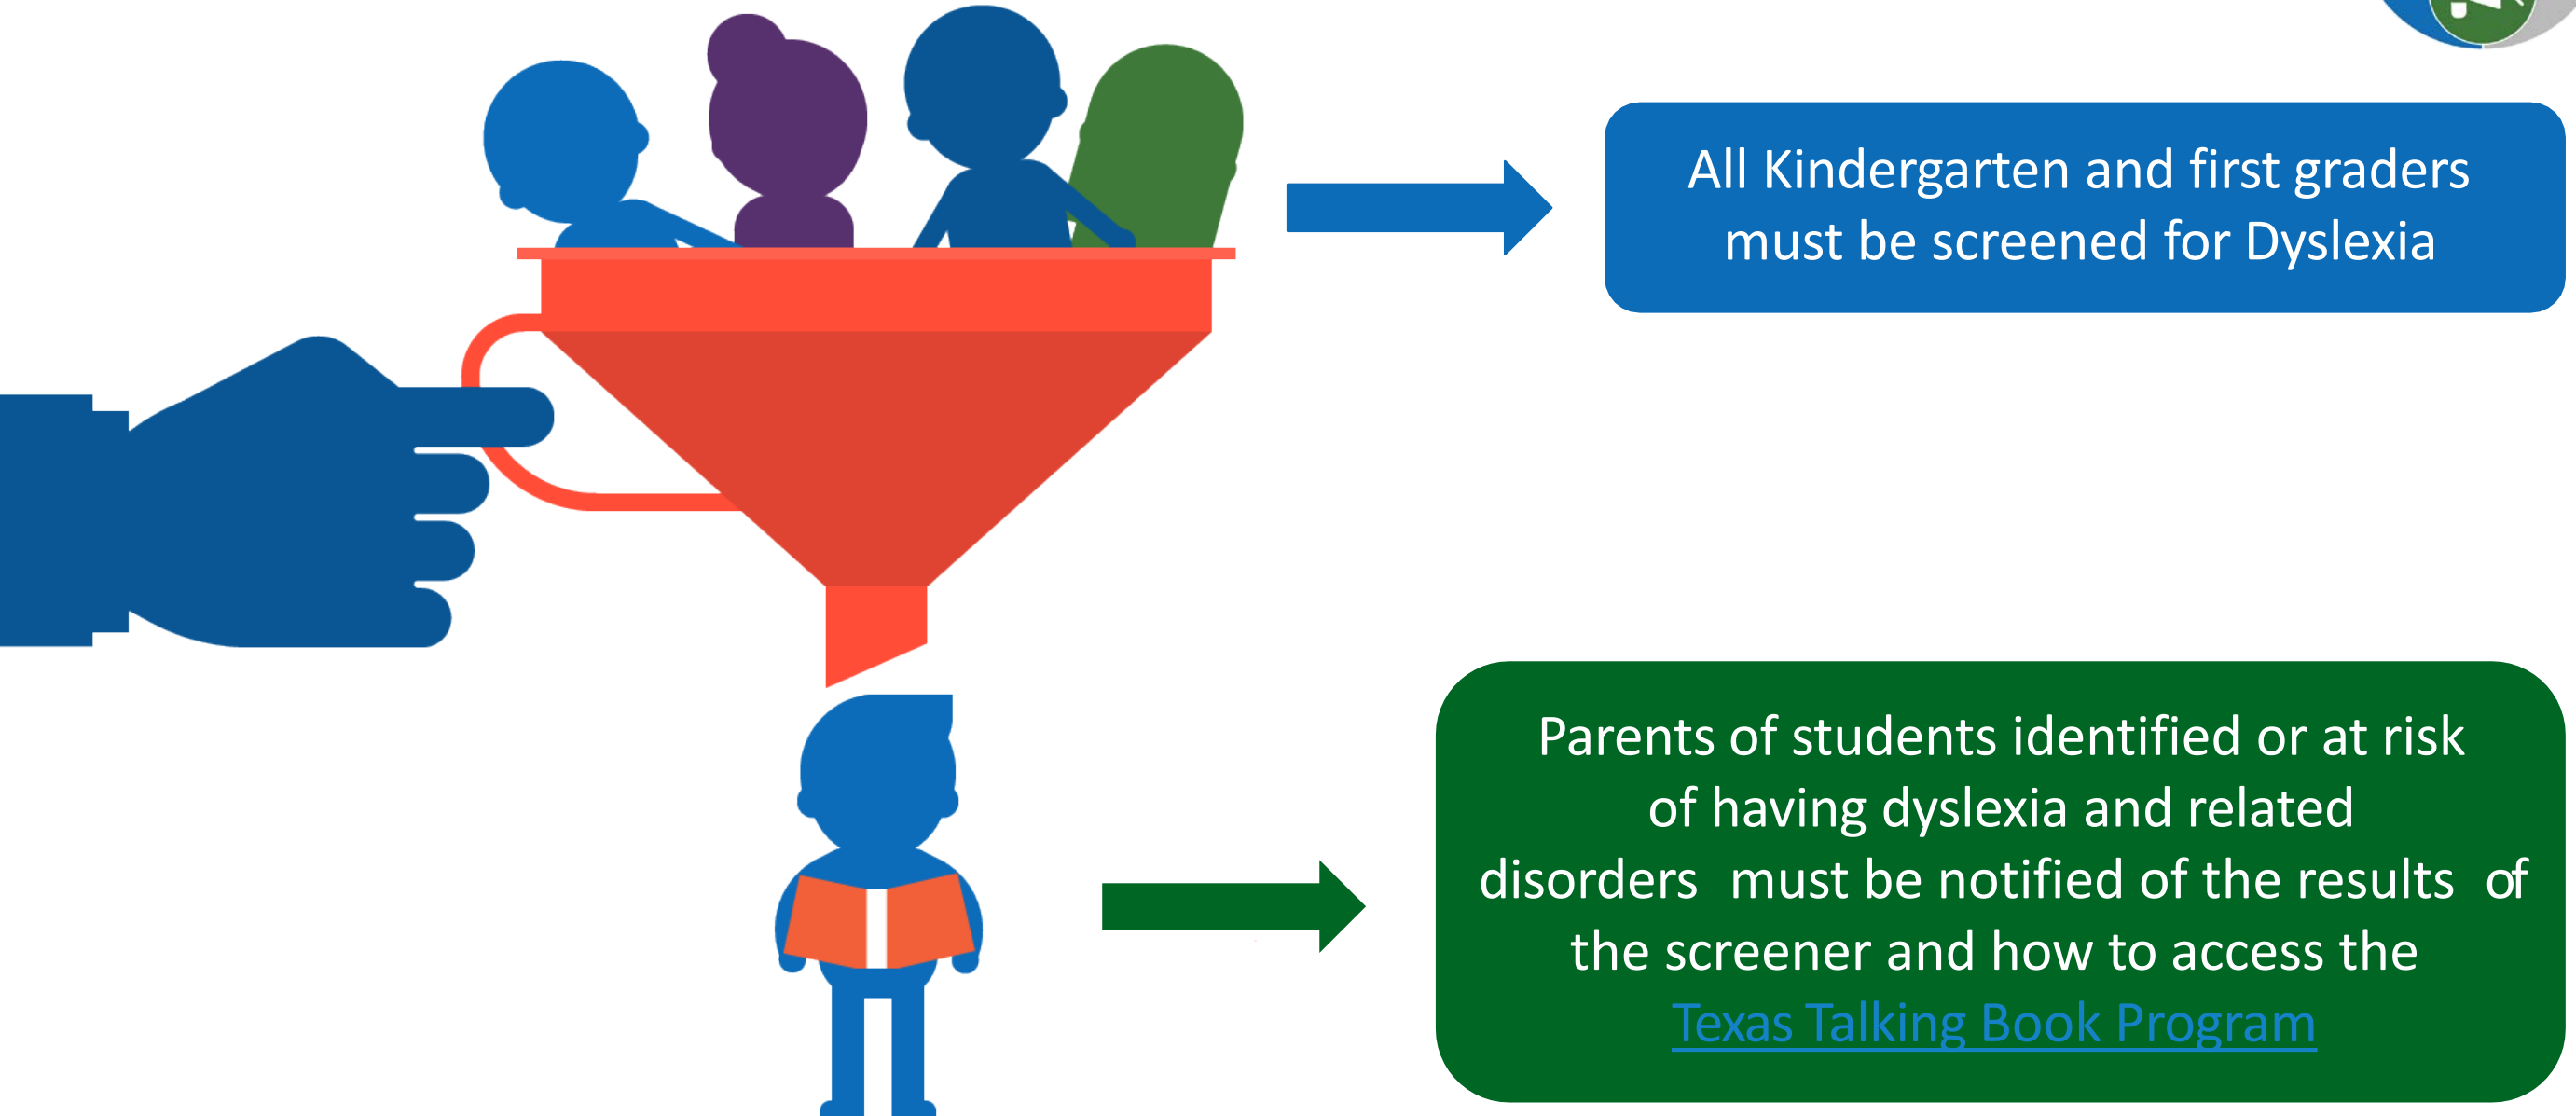 All Kindergarten and first graders
must be screened for Dyslexia
Parents of students identified or at risk
of having dyslexia and related
disorders must be notified of the results of
the screener and how to access the
Texas Talking Book Program